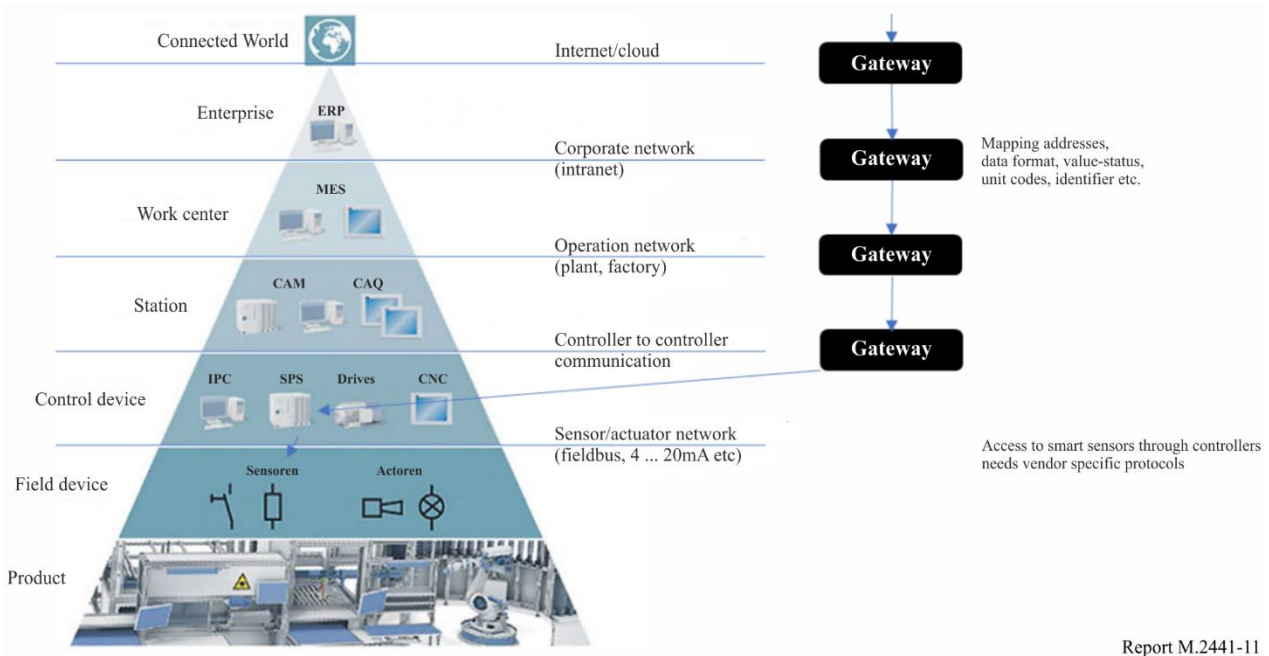 Connected World
Internet/cloud
Gateway
Enterprise
ERP
Corporate network
(intranet)
Gateway
Mapping addresses,
data format, value-status,
unit codes, identifier etc.
Work center
MES
Operation network
(plant, factory)
Gateway
Station
CAM
CAQ
Controller to controller
communication
Gateway
Control device
IPC
SPS
Drives
CNC
Sensor/actuator network
(fieldbus, 4 ... 20mA etc)
Access to smart sensors through controllers
needs vendor specific protocols
Field device
Sensoren
Actoren
Product
Report M.2441-11